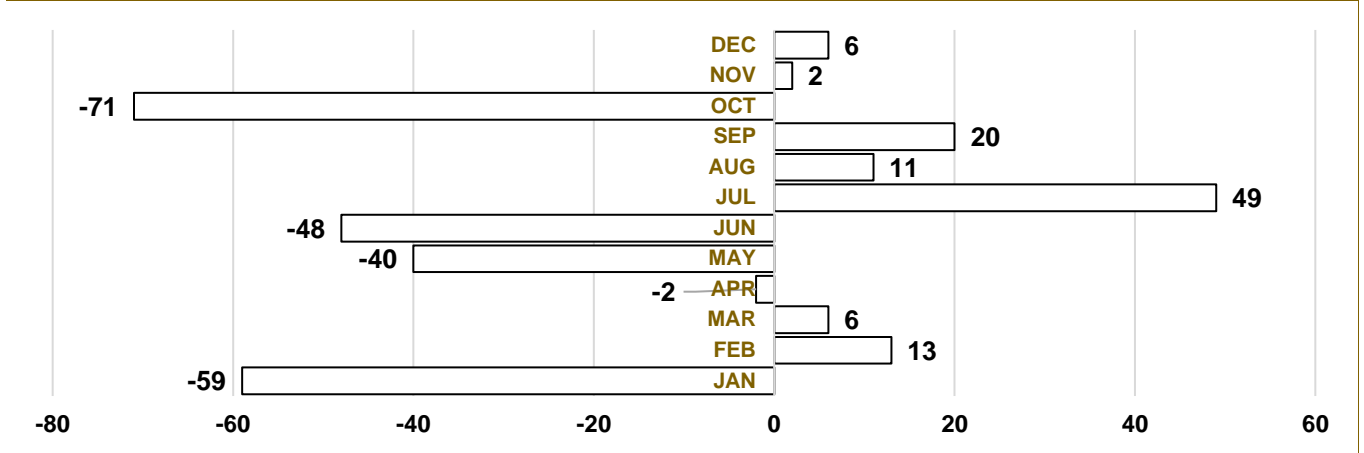 DEC 6
NOV 2
-71 OCT
SEP 20
AUG 11
JUL 49
-48 JUN
-40 MAY
-2 APR
MAR 6
FEB 13
-59 JAN
-80 -60 -40 -20 0 20 40 60